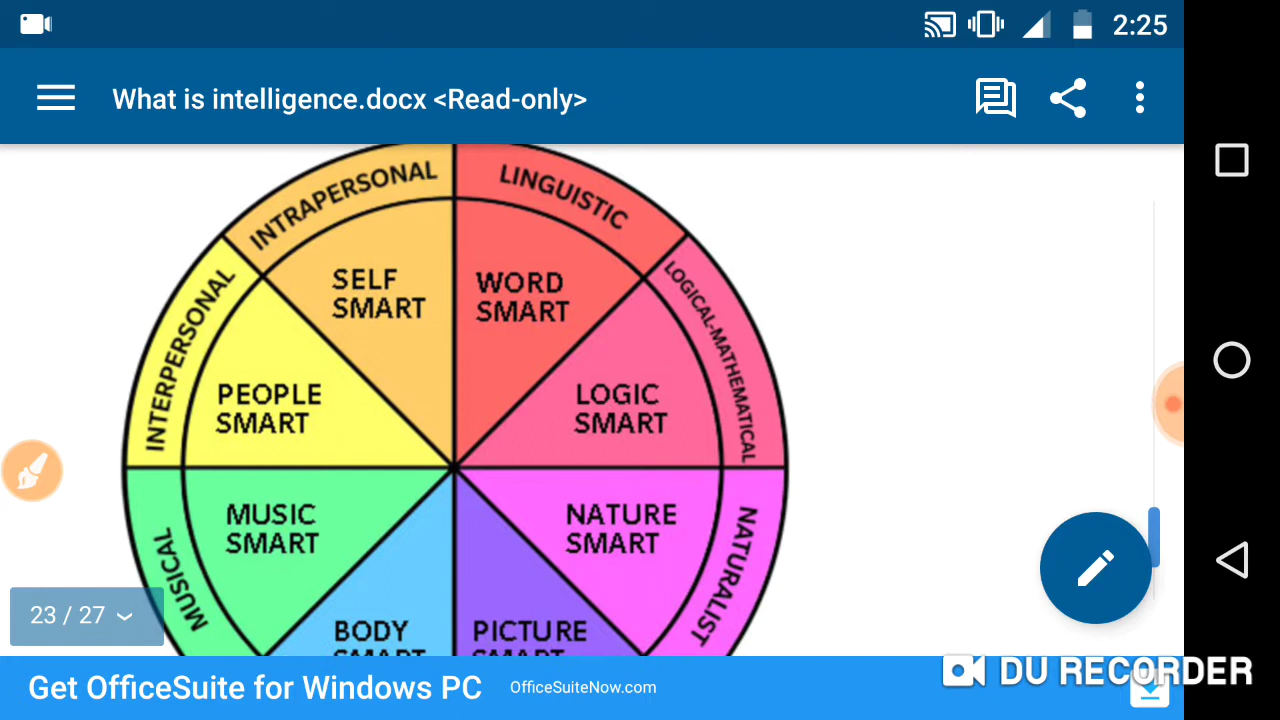 2:25
What is intelligence.docx <Read-only>
INTRAPERSONAL
LINGUISTIC
SELF
SMART
WORD
SMART
INTERPERSONAL
LOGICAL-MATHEMATICAL
PEOPLE
SMART
LOGIC
SMART
MUSIC
SMART
NATURE
SMART
MUSICAL
NATURALIST
23 / 27
BODY
SMART
PICTURE
SMART
Get OfficeSuite for Windows PC
OfficeSuiteNow.com
DU RECORDER